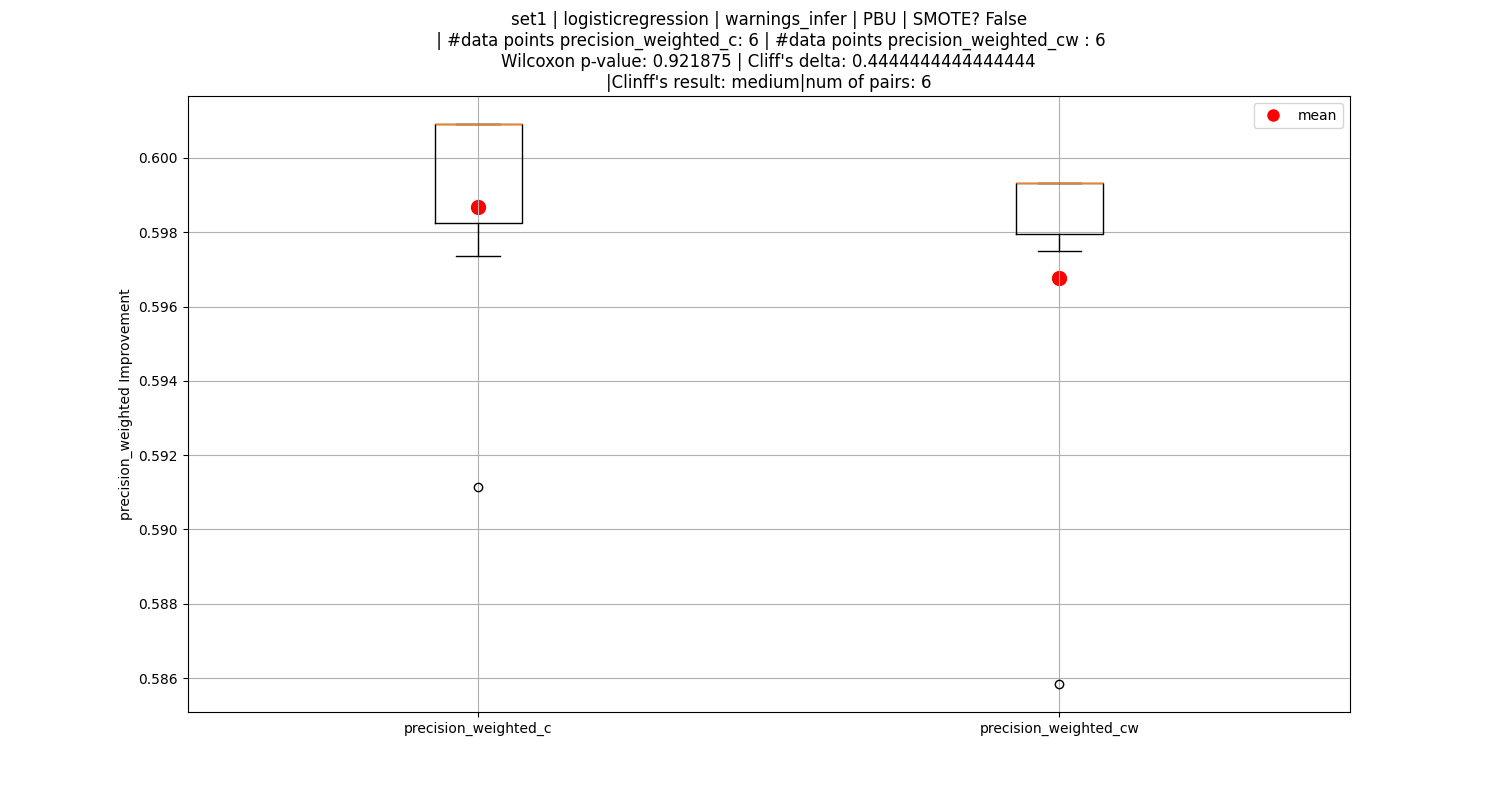 set1 | logisticregression | warnings_infer | PBU | SMOTE? False
| #data points precision_weighted_c: 6 | #data points precision_weighted_cw : 6
Wilcoxon p-value: 0.921875 | Cliff's delta: 0.4444444444444444
|Clinff's result: medium|num of pairs: 6
mean
0.600
0.598
0.596
0.594
0.592
0.590
0.588
0.586
precision_weighted Improvement
precision_weighted_c
precision_weighted_cw